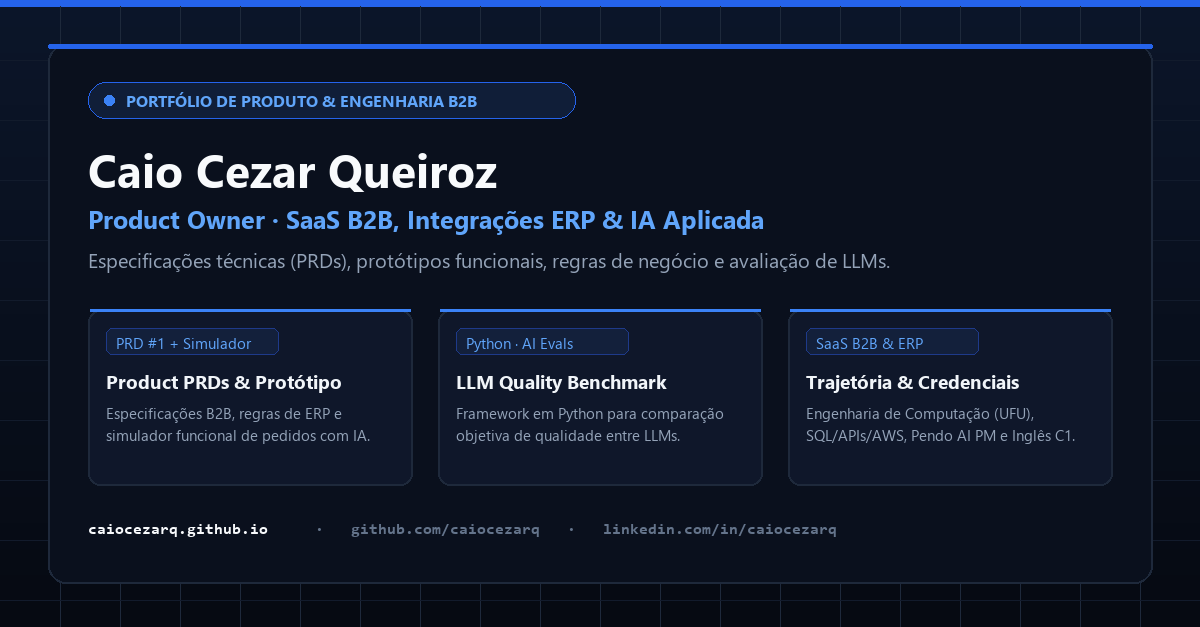 PORTFÓLIO DE PRODUTO & ENGENHARIA B2B
Caio Cezar Queiroz
Product Owner · SaaS B2B, Integrações ERP & IA Aplicada
Especificações técnicas (PRDs), protótipos funcionais, regras de negócio e avaliação de LLMs.
PRD #1 + Simulador
Product PRDs & Protótipo
Especificações B2B, regras de ERP e
simulador funcional de pedidos com IA.
Python · AI Evals
LLM Quality Benchmark
Framework em Python para comparação
objetiva de qualidade entre LLMs.
SaaS B2B & ERP
Trajetória & Credenciais
Engenharia de Computação (UFU),
SQL/APIs/AWS, Pendo AI PM e Inglês C1.
caiocezarq.github.io · github.com/caiocezarq · linkedin.com/in/caiocezarq